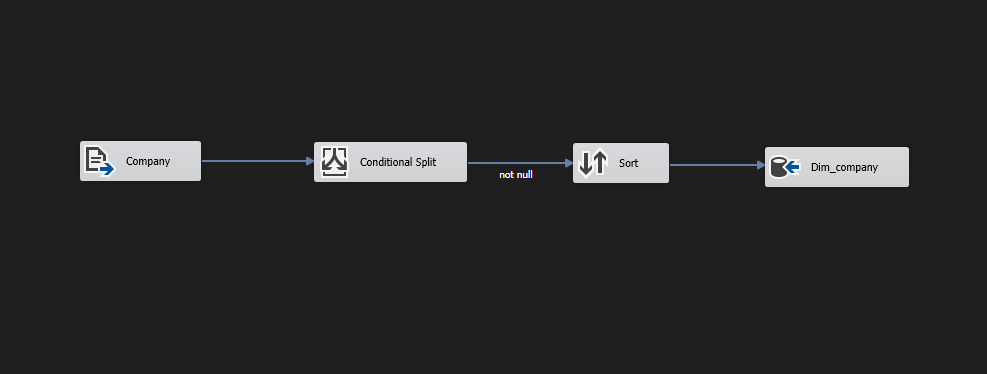 Company
Conditional Split
not null
Sort
Dim_company